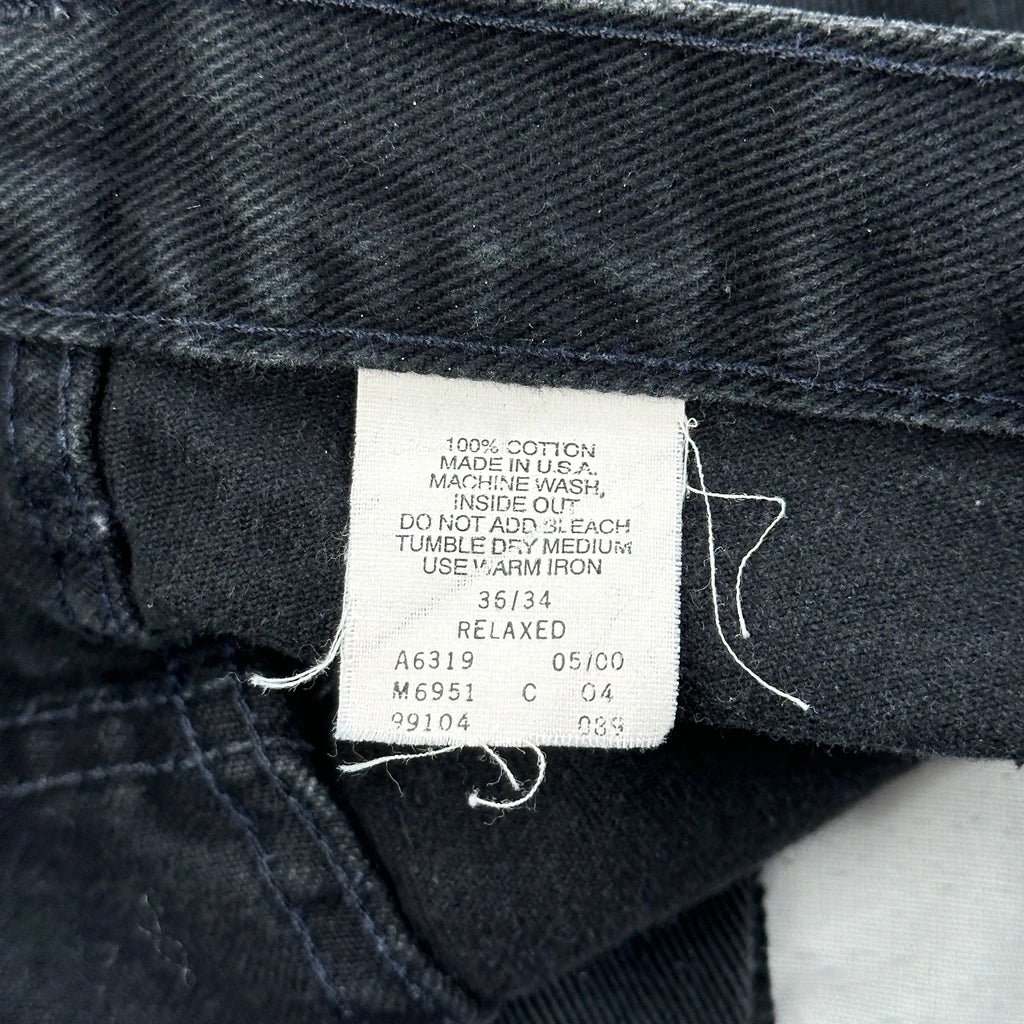 100% COTTON
MADE IN U.S.A.
MACHINE WASH,
INSIDE OUT
DO NOT ADD BLEACH
TUMBLE DRY MEDIUM
USE WARM IRON
36/34
RELAXED
A6319 05/00
M6951 C 04
99104 089